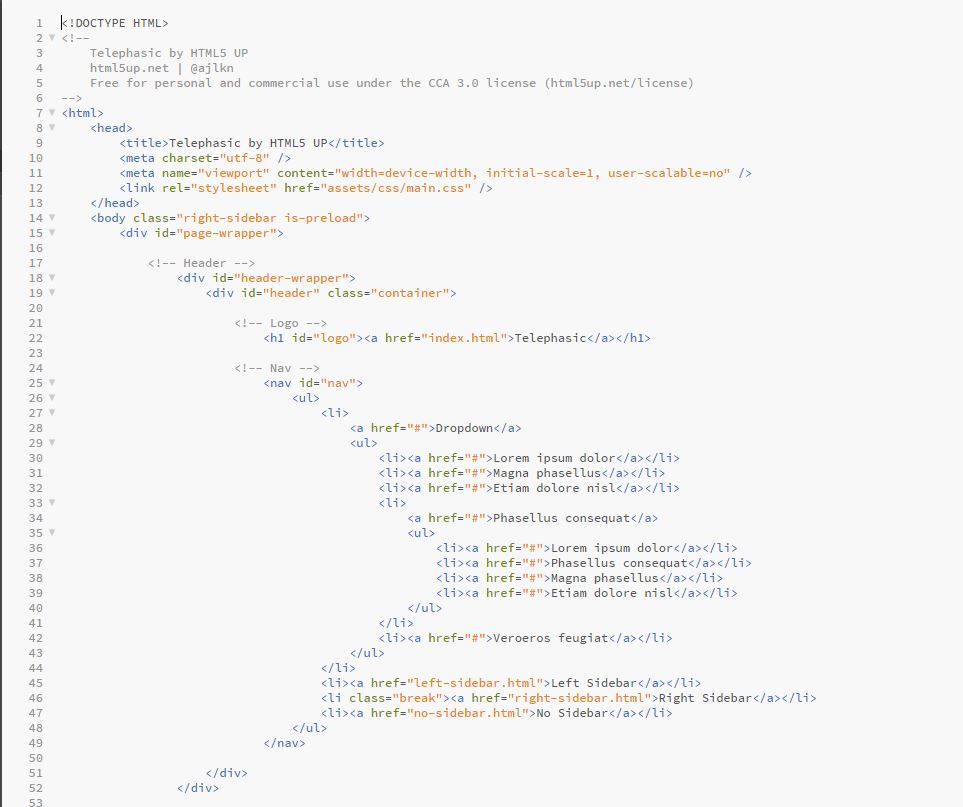 1 <!DOCTYPE HTML>
2 <!--
3     Telephasic by HTML5 UP
4     html5up.net | @ajlkn
5     Free for personal and commercial use under the CCA 3.0 license (html5up.net/license)
6 -->
7 <html>
8     <head>
9         <title>Telephasic by HTML5 UP</title>
10         <meta charset="utf-8" />
11         <meta name="viewport" content="width=device-width, initial-scale=1, user-scalable=no" />
12         <link rel="stylesheet" href="assets/css/main.css" />
13     </head>
14     <body class="right-sidebar is-preload">
15         <div id="page-wrapper">
16
17             <!-- Header -->
18                 <div id="header-wrapper">
19                     <div id="header" class="container">
20
21                         <!-- Logo -->
22                             <h1 id="logo"><a href="index.html">Telephasic</a></h1>
23
24                         <!-- Nav -->
25                             <nav id="nav">
26                                 <ul>
27                                     <li>
28                                         <a href="#">Dropdown</a>
29                                         <ul>
30                                             <li><a href="#">Lorem ipsum dolor</a></li>
31                                             <li><a href="#">Magna phasellus</a></li>
32                                             <li><a href="#">Etiam dolore nisl</a></li>
33                                             <li>
34                                                 <a href="#">Phasellus consequat</a>
35                                                 <ul>
36                                                     <li><a href="#">Lorem ipsum dolor</a></li>
37                                                     <li><a href="#">Phasellus consequat</a></li>
38                                                     <li><a href="#">Magna phasellus</a></li>
39                                                     <li><a href="#">Etiam dolore nisl</a></li>
40                                                 </ul>
41                                             </li>
42                                             <li><a href="#">Veroeros feugiat</a></li>
43                                         </ul>
44                                     </li>
45                                     <li><a href="left-sidebar.html">Left Sidebar</a></li>
46                                     <li class="break"><a href="right-sidebar.html">Right Sidebar</a></li>
47                                     <li><a href="no-sidebar.html">No Sidebar</a></li>
48                                 </ul>
49                             </nav>
50
51                     </div>
52                 </div>
53